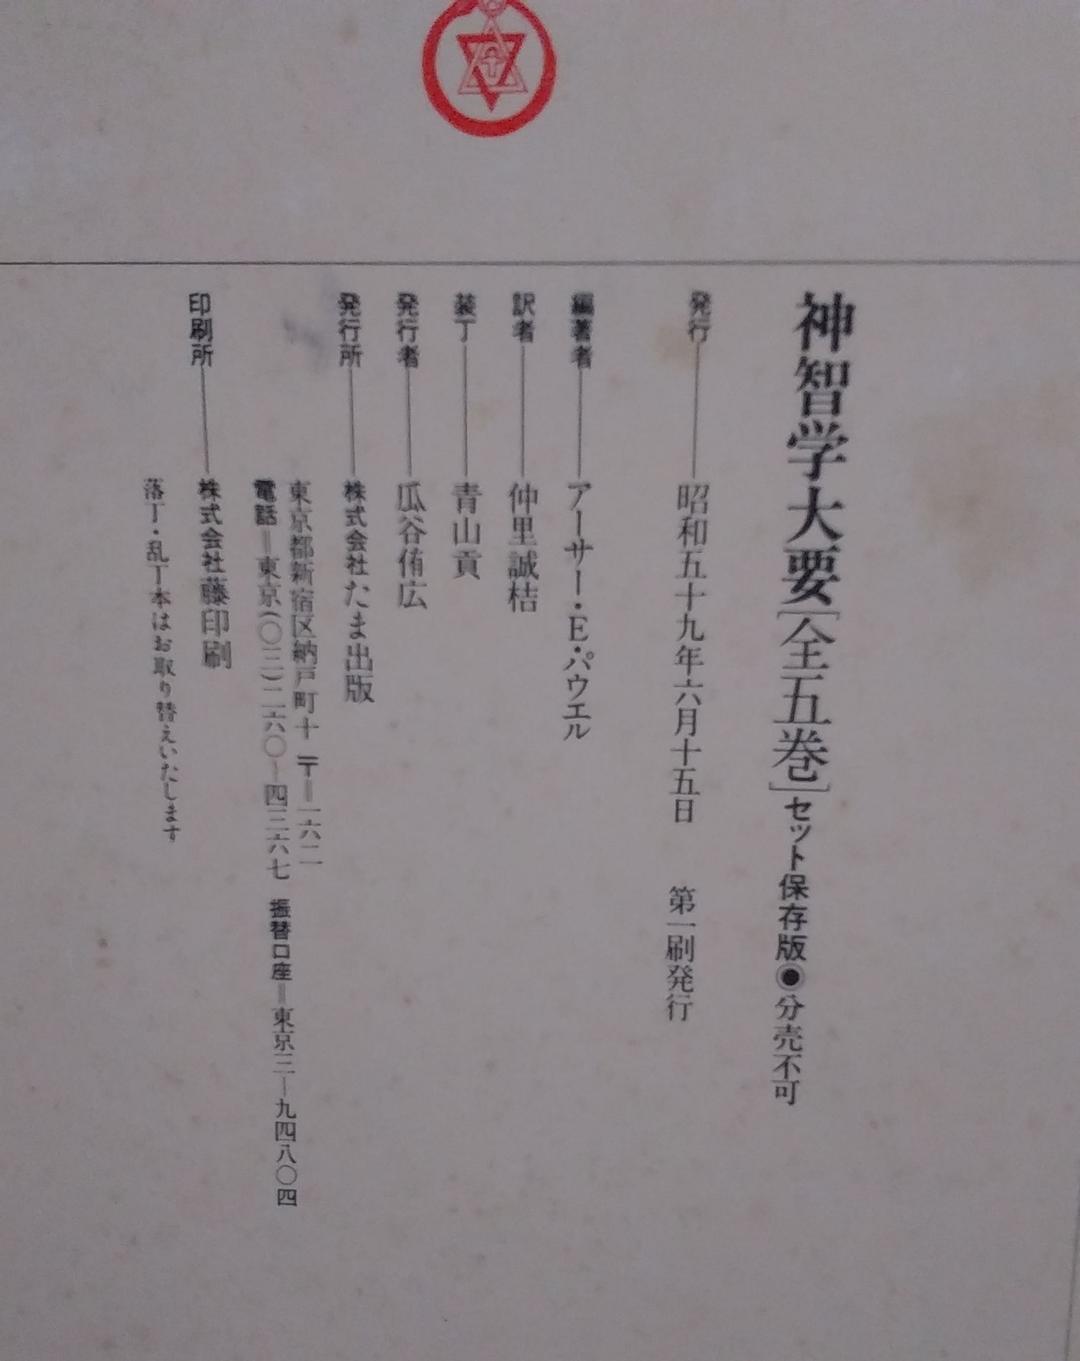 神智学大要[全五巻]セット保存版◉分売不可
発行――昭和五十九年六月十五日 第一刷発行
編著者――アーサー・E・パウエル
訳者――仲里誠桔
装丁――青山貢
発行者――瓜谷侑広
発行所――株式会社たま出版
東京都新宿区納戸町十 〒＝一六二
電話＝東京(〇三)二六〇―四三六七 振替口座＝東京三―九四八〇四
印刷所――株式会社藤印刷
落丁・乱丁本はお取り替えいたします